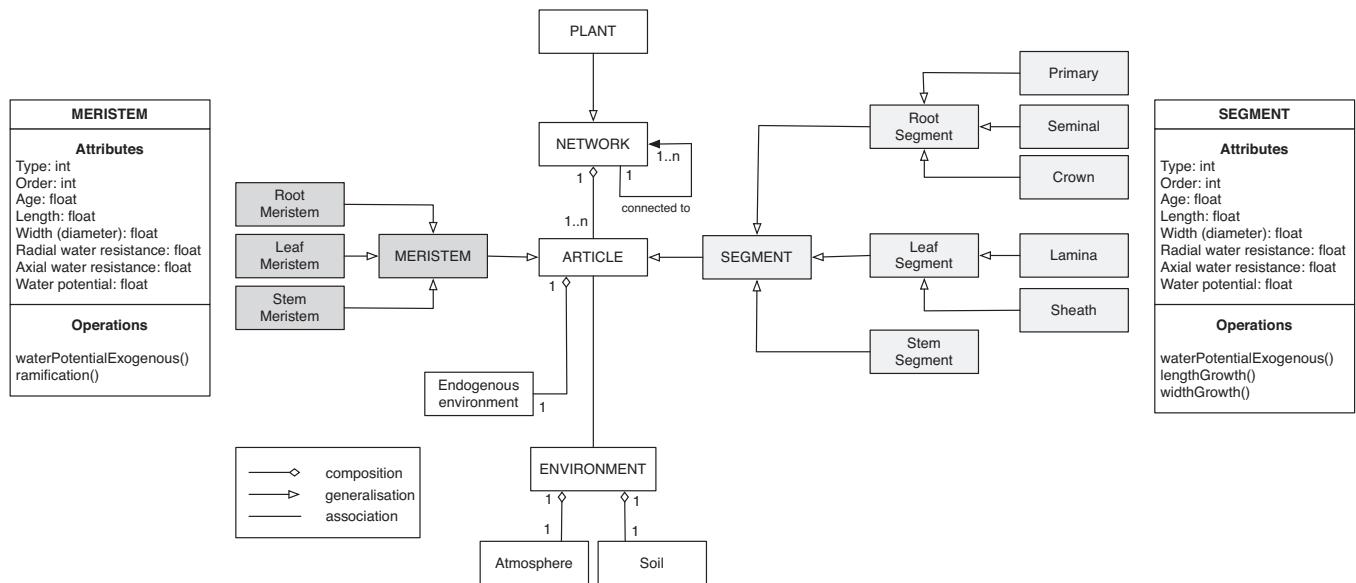 PLANT
NETWORK
1
1
1..n
connected to
1..n
ARTICLE
1
MERISTEM
Attributes
Type: int
Order: int
Age: float
Length: float
Width (diameter): float
Radial water resistance: float
Axial water resistance: float
Water potential: float
Operations
waterPotentialExogenous()
ramification()
Root
Meristem
Leaf
Meristem
Stem
Meristem
MERISTEM
SEGMENT
Root
Segment
Primary
Seminal
Crown
Leaf
Segment
Lamina
Sheath
Stem
Segment
SEGMENT
Attributes
Type: int
Order: int
Age: float
Length: float
Width (diameter): float
Radial water resistance: float
Axial water resistance: float
Water potential: float
Operations
waterPotentialExogenous()
lengthGrowth()
widthGrowth()
Endogenous
environment
1
composition
generalisation
association
ENVIRONMENT
1
1
1
1
Atmosphere
Soil